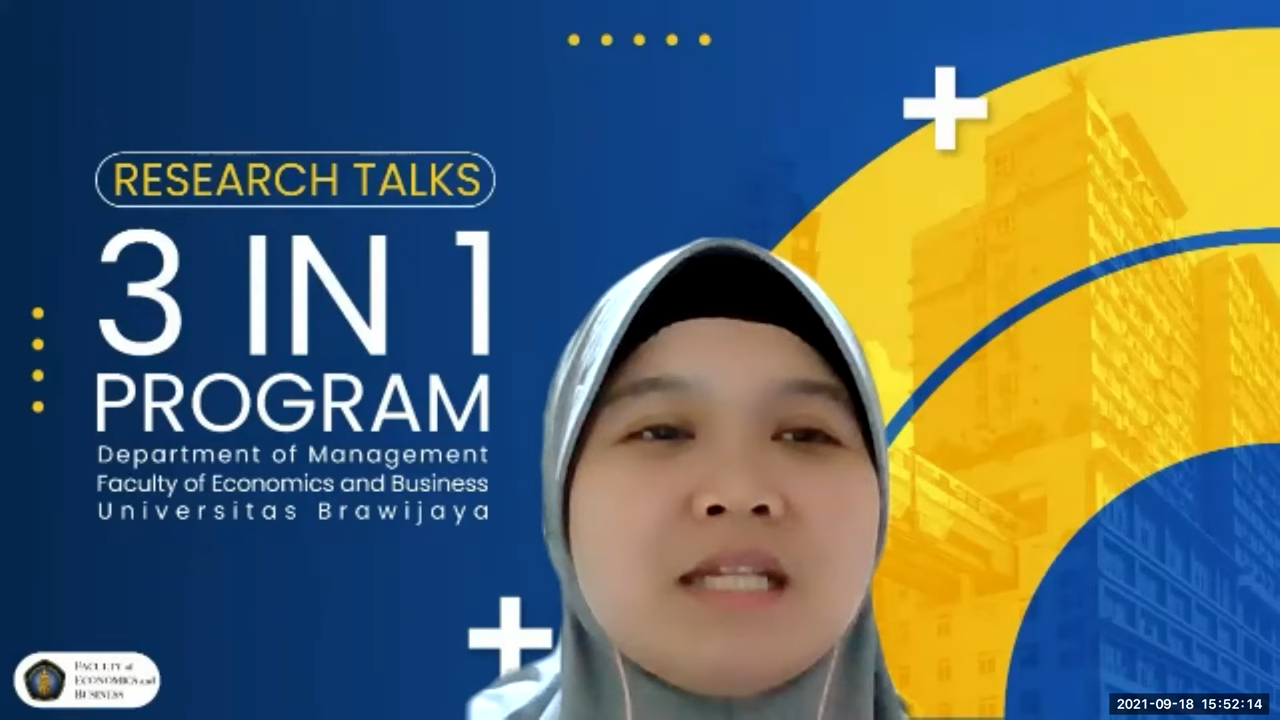 RESEARCH TALKS
3 IN 1
PROGRAM
Department of Management
Faculty of Economics and Business
Universitas Brawijaya
FACULTY of
ECONOMICS and
BUSINESS
2021-09-18 15:52:14